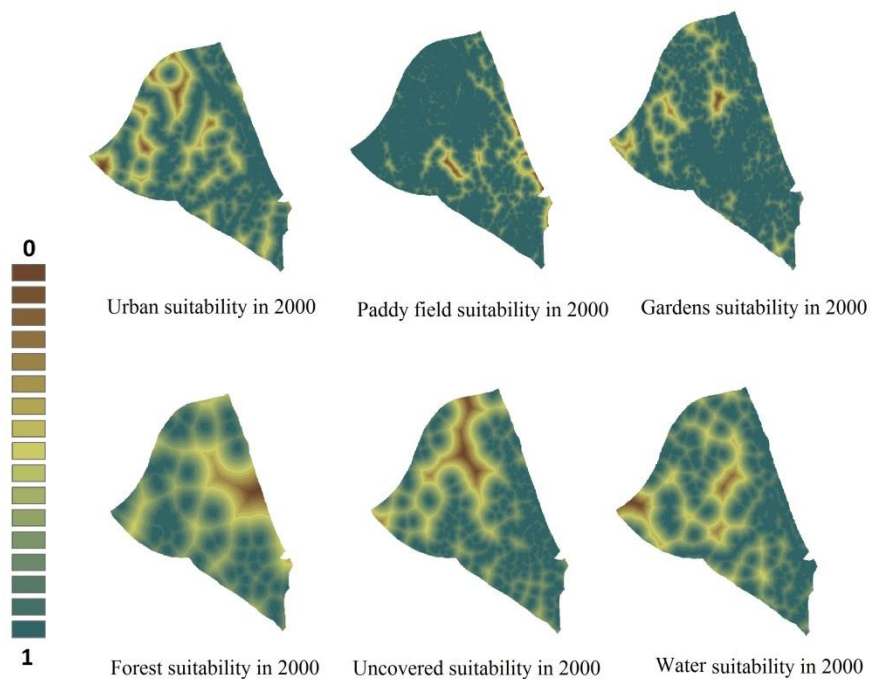 0
1
Urban suitability in 2000
Paddy field suitability in 2000
Gardens suitability in 2000
Forest suitability in 2000
Uncovered suitability in 2000
Water suitability in 2000